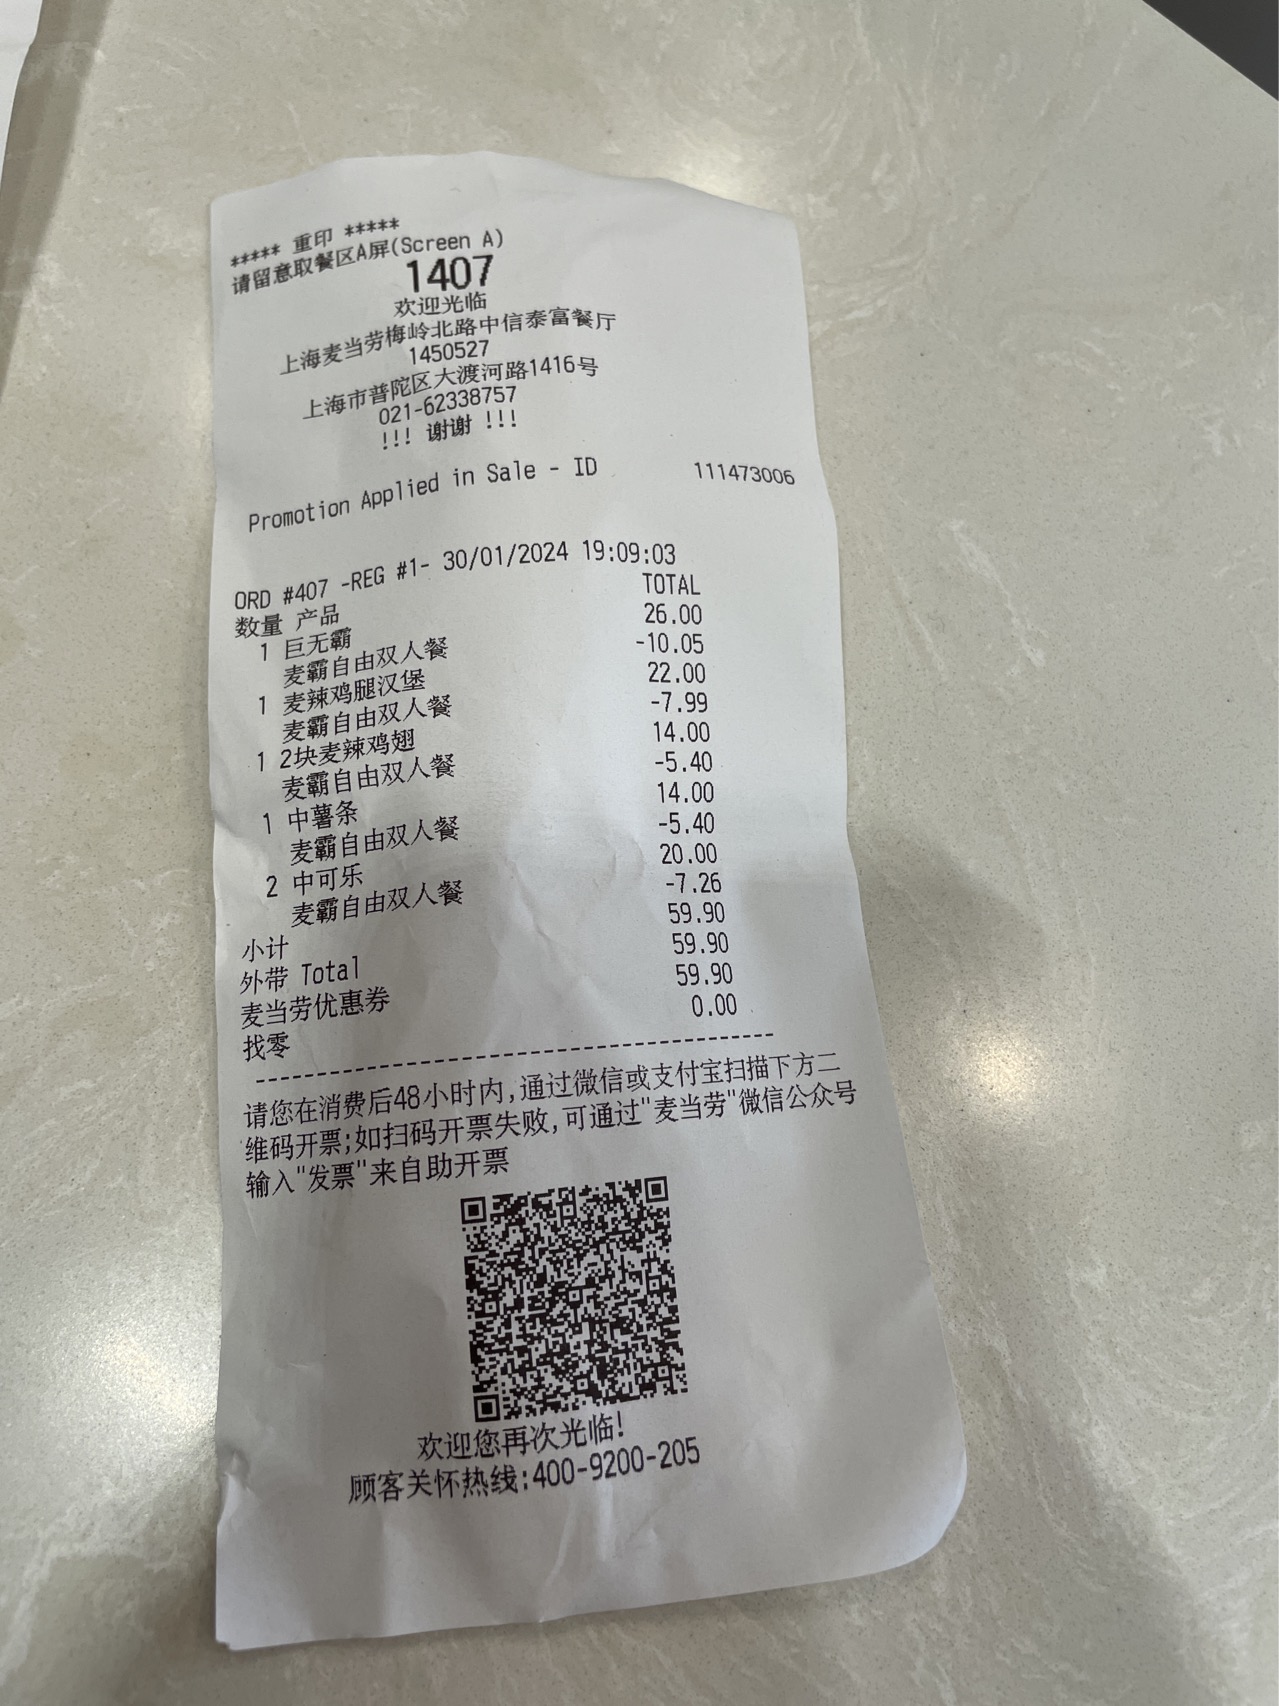 ***** 重印 *****
请留意取餐区A屏(Screen A)
1407
欢迎光临
上海麦当劳梅岭北路中信泰富餐厅
1450527
上海市普陀区大渡河路1416号
021-62338757
!!! 谢谢 !!!
Promotion Applied in Sale - ID 111473006
ORD #407 -REG #1- 30/01/2024 19:09:03
数量 产品 TOTAL
1 巨无霸 26.00
麦霸自由双人餐 -10.05
1 麦辣鸡腿汉堡 22.00
麦霸自由双人餐 -7.99
1 2块麦辣鸡翅 14.00
麦霸自由双人餐 -5.40
1 中薯条 14.00
麦霸自由双人餐 -5.40
2 中可乐 20.00
麦霸自由双人餐 -7.26
小计 59.90
外带 Total 59.90
麦当劳优惠券 59.90
找零 0.00
--------------------------------------
请您在消费后48小时内,通过微信或支付宝扫描下方二
维码开票;如扫码开票失败,可通过"麦当劳"微信公众号
输入"发票"来自助开票
欢迎您再次光临!
顾客关怀热线:400-9200-205